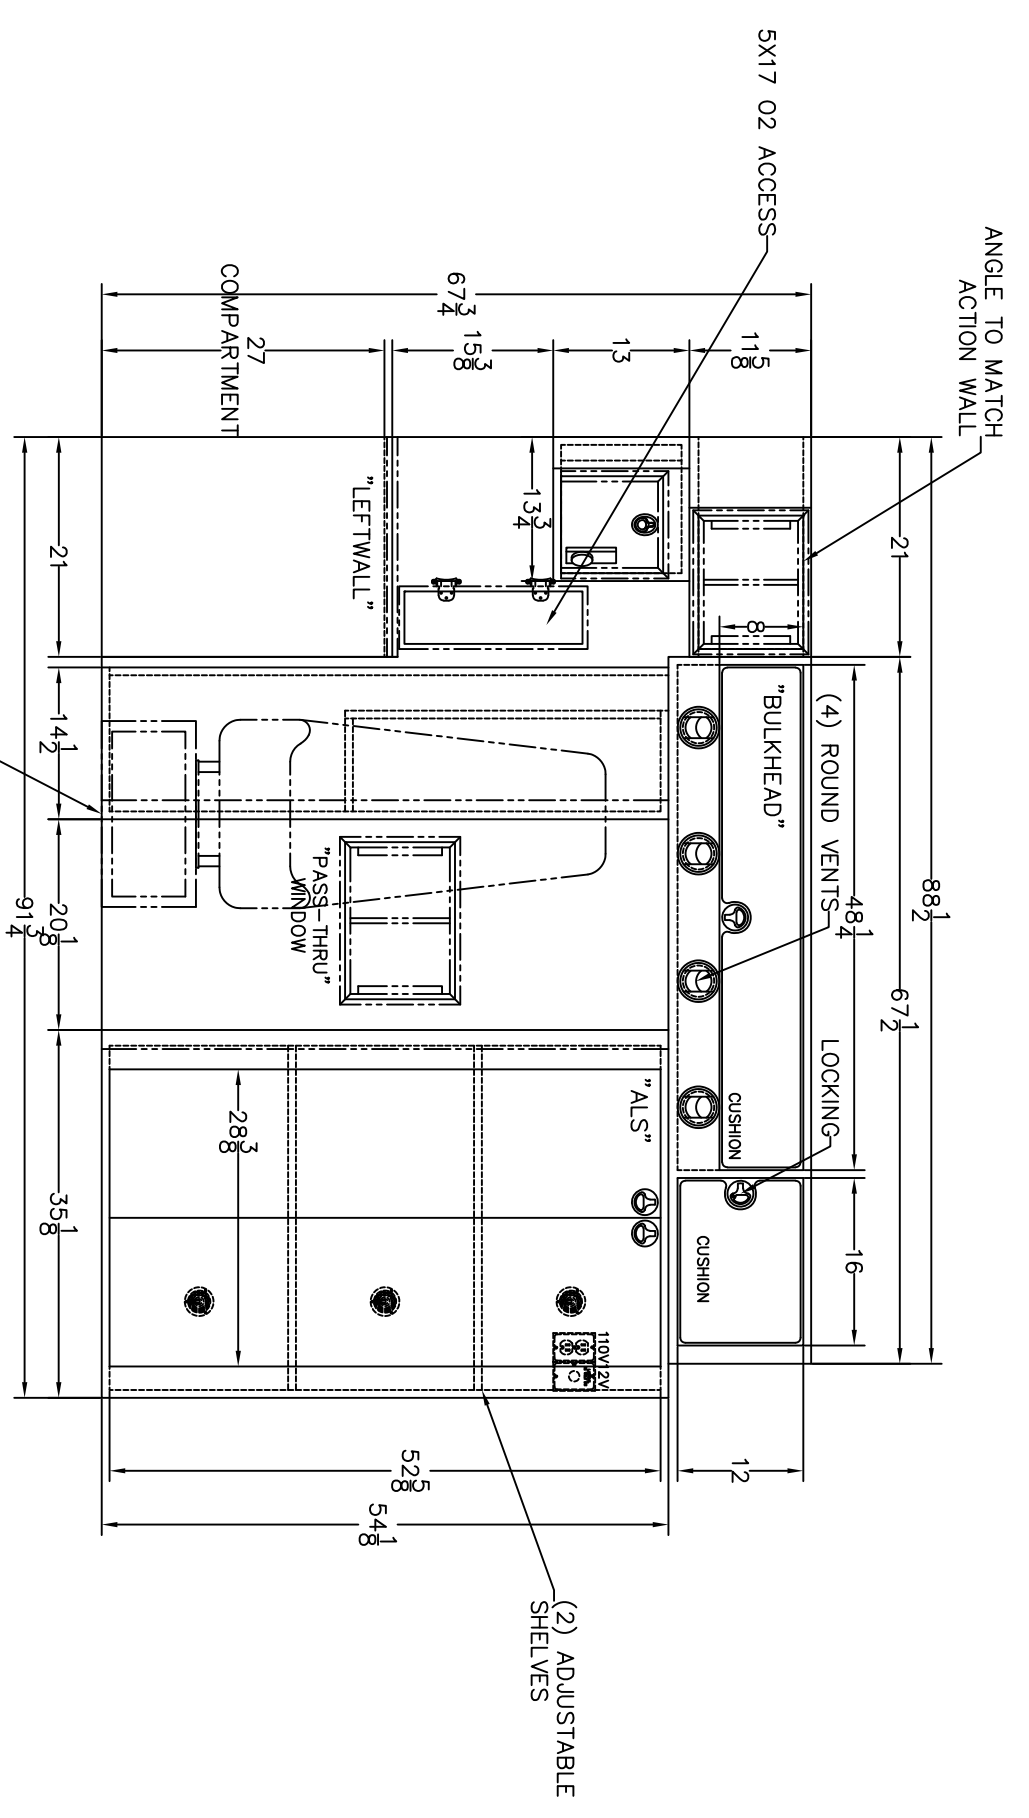 ANGLE TO MATCH
ACTION WALL
5X17 O2 ACCESS
88 1/2
21
67 1/2
48 1/4
16
(4) ROUND VENTS
LOCKING
8
"BULKHEAD"
CUSHION
CUSHION
12
11 5/8
13
15 3/8
27
67 3/4
COMPARTMENT
13 3/4
"LEFTWALL"
"PASS-THRU"
WINDOW
"ALS"
110V12V
28 3/8
52 5/8
54 1/8
(2) ADJUSTABLE
SHELVES
21
14 1/2
20 1/8
35 1/8
91 3/4